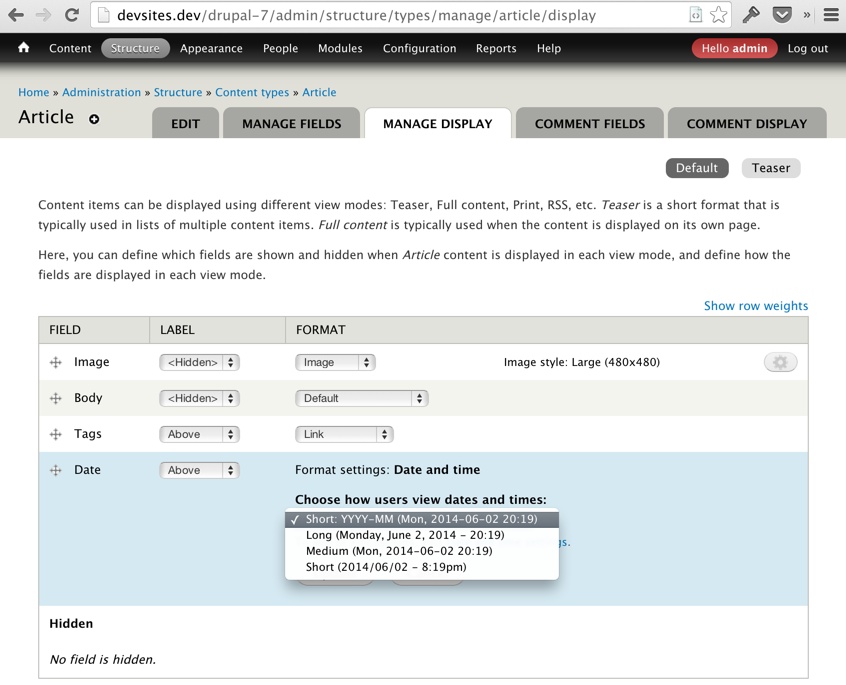 devsites.dev/drupal-7/admin/structure/types/manage/article/display
Content Structure Appearance People Modules Configuration Reports Help Hello admin Log out
Home » Administration » Structure » Content types » Article
Article
EDIT MANAGE FIELDS MANAGE DISPLAY COMMENT FIELDS COMMENT DISPLAY
Default Teaser
Content items can be displayed using different view modes: Teaser, Full content, Print, RSS, etc. Teaser is a short format that is
typically used in lists of multiple content items. Full content is typically used when the content is displayed on its own page.
Here, you can define which fields are shown and hidden when Article content is displayed in each view mode, and define how the
fields are displayed in each view mode.
Show row weights
FIELD LABEL FORMAT
Image <Hidden> Image Image style: Large (480x480)
Body <Hidden> Default
Tags Above Link
Date Above Format settings: Date and time
Choose how users view dates and times:
✓ Short: YYYY-MM (Mon, 2014-06-02 20:19)
Long (Monday, June 2, 2014 - 20:19)
Medium (Mon, 2014-06-02 20:19)
Short (2014/06/02 - 8:19pm)
Hidden
No field is hidden.